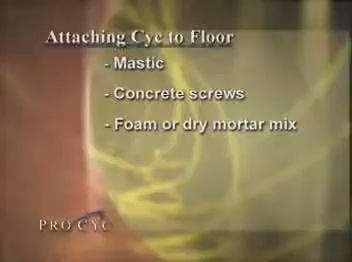 Attaching Cyc to Floor
- Mastic
- Concrete screws
- Foam or dry mortar mix
PRO CYC